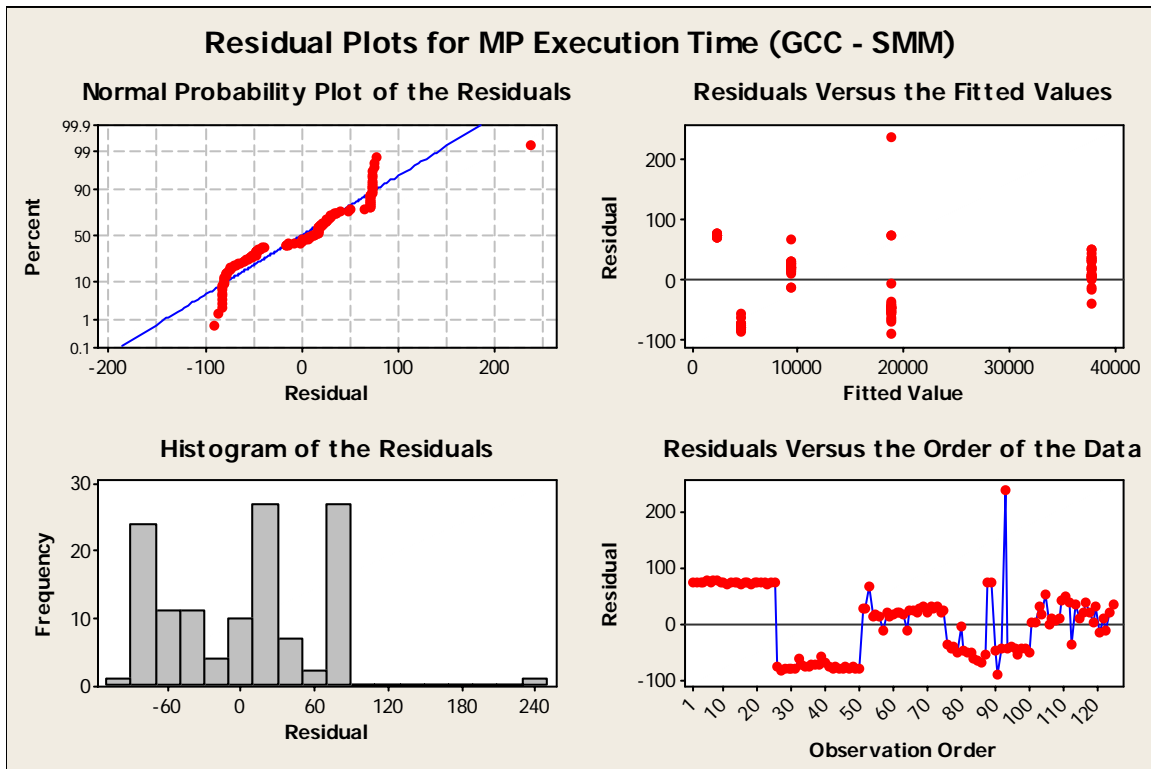 Residual Plots for MP Execution Time (GCC - SMM)
Normal Probability Plot of the Residuals
99.9
99
90
50
10
1
0.1
Percent
-200 -100 0 100 200
Residual
Residuals Versus the Fitted Values
200
100
0
-100
Residual
0 10000 20000 30000 40000
Fitted Value
Histogram of the Residuals
30
20
10
0
Frequency
-60 0 60 120 180 240
Residual
Residuals Versus the Order of the Data
200
100
0
-100
Residual
1 10 20 30 40 50 60 70 80 90 100 110 120
Observation Order